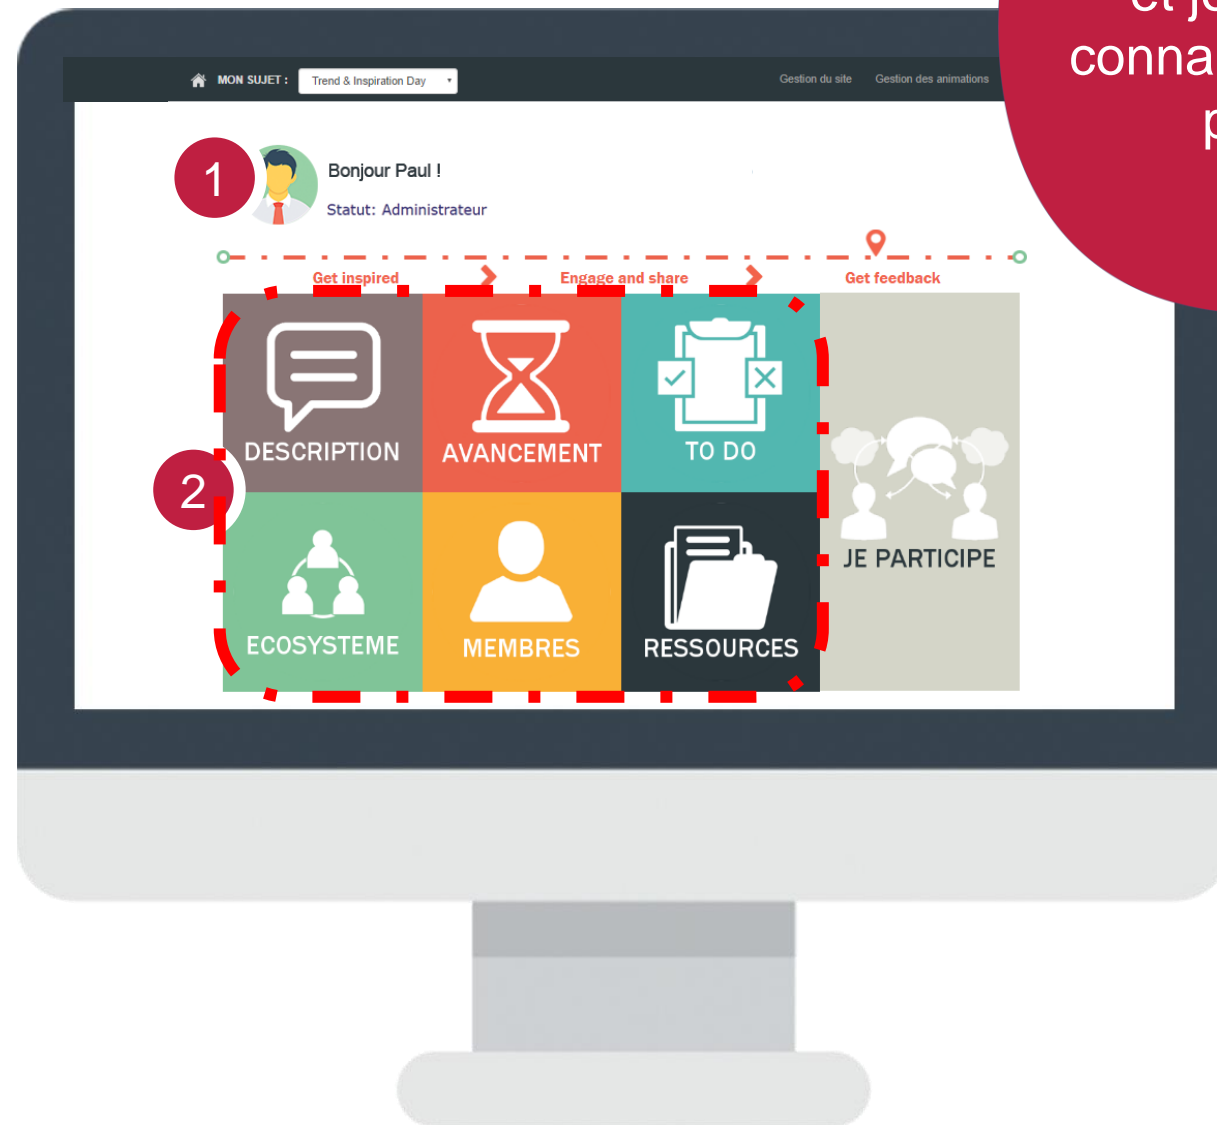 conna
MON SUJET :
Trend & Inspiration Day
Gestion du site
Gestion des animations
1
Bonjour Paul !
Statut: Administrateur
Get inspired
Engage and share
Get feedback
DESCRIPTION
AVANCEMENT
TO DO
2
JE PARTICIPE
ECOSYSTEME
MEMBRES
RESSOURCES